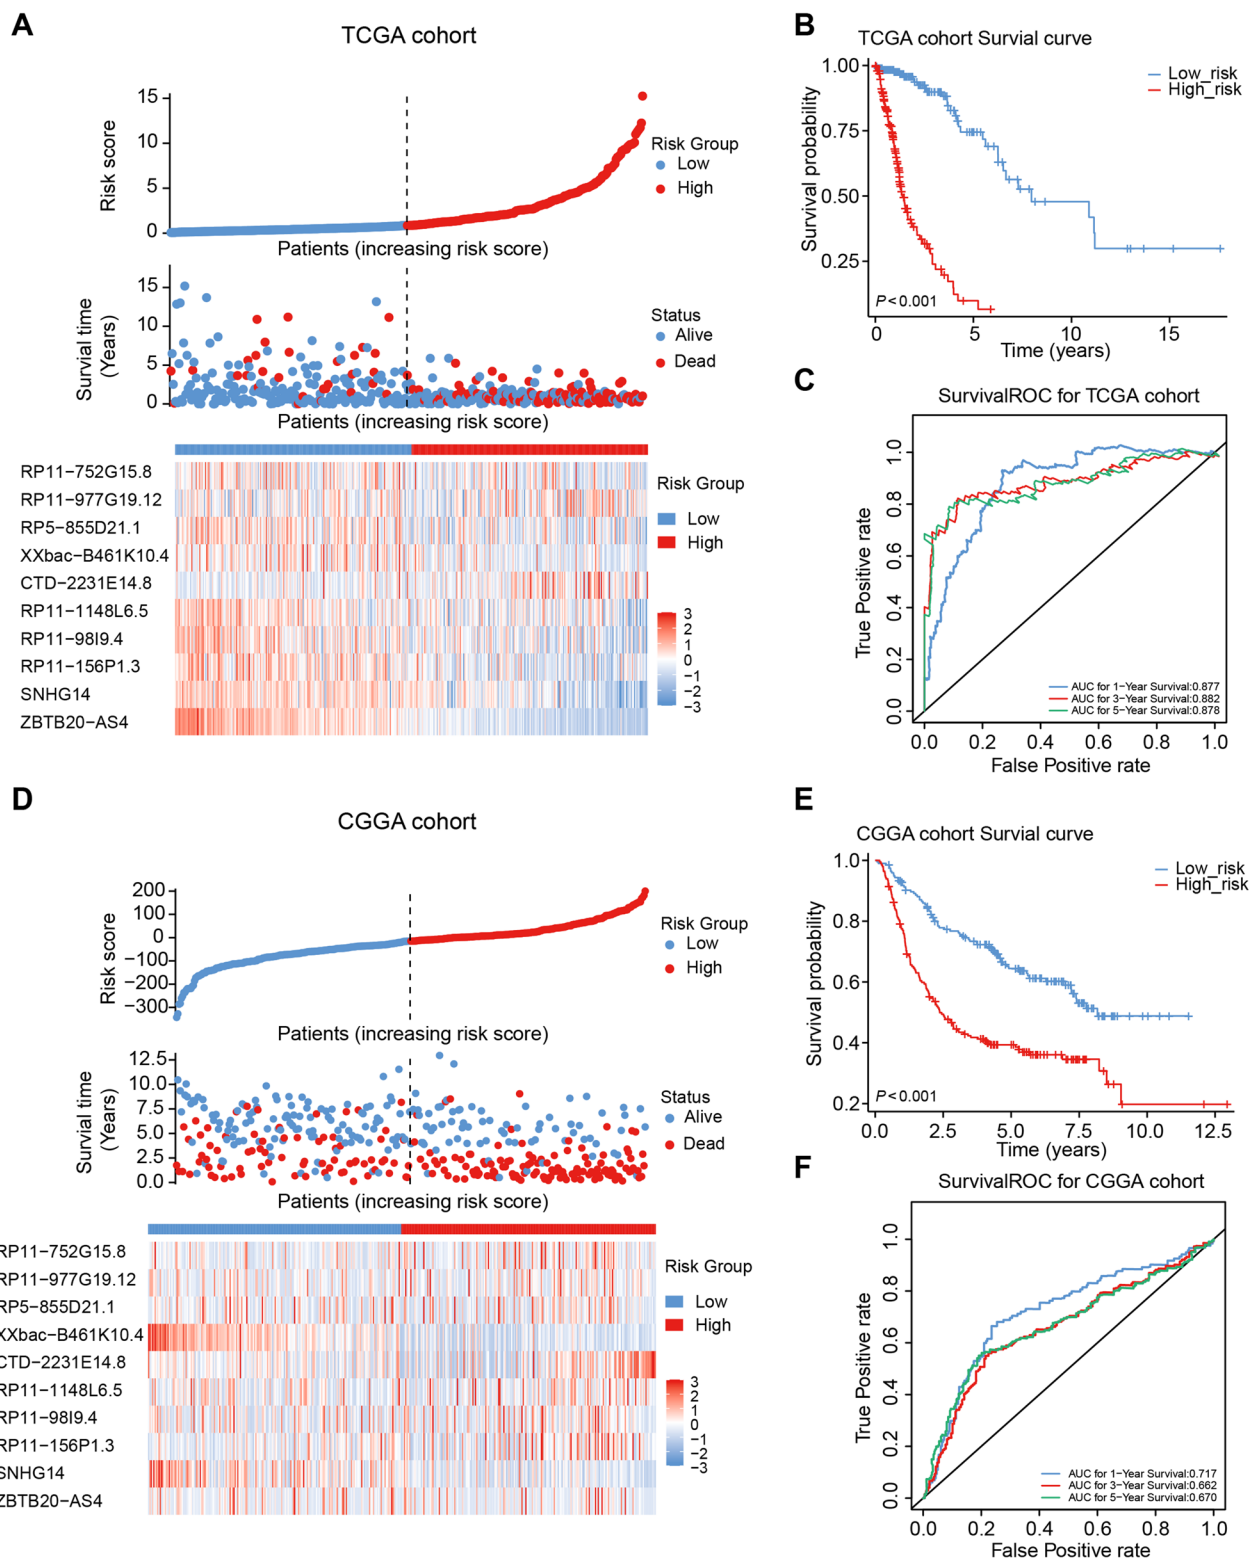 A
TCGA cohort
Risk score
15
10
5
0
Risk Group
Low
High
Patients (increasing risk score)
Survial time
(Years)
15
10
5
0
Status
Alive
Dead
Patients (increasing risk score)
RP11−752G15.8
RP11−977G19.12
RP5−855D21.1
XXbac−B461K10.4
CTD−2231E14.8
RP11−1148L6.5
RP11−98I9.4
RP11−156P1.3
SNHG14
ZBTB20−AS4
Risk Group
Low
High
3
2
1
0
−1
−2
−3
B
TCGA cohort Survial curve
Low_risk
High_risk
Survival probability
1.00
0.75
0.50
0.25
P < 0.001
0 5 10 15
Time (years)
C
SurvivalROC for TCGA cohort
True Positive rate
1.0
0.8
0.6
0.4
0.2
0.0
AUC for 1−Year Survival:0.877
AUC for 3−Year Survival:0.882
AUC for 5−Year Survival:0.878
0.0 0.2 0.4 0.6 0.8 1.0
False Positive rate
D
CGGA cohort
Risk score
200
100
0
−100
−200
−300
Risk Group
Low
High
Patients (increasing risk score)
Survial time
(Years)
12.5
10.0
7.5
5.0
2.5
0.0
Status
Alive
Dead
Patients (increasing risk score)
RP11−752G15.8
RP11−977G19.12
RP5−855D21.1
XXbac−B461K10.4
CTD−2231E14.8
RP11−1148L6.5
RP11−98I9.4
RP11−156P1.3
SNHG14
ZBTB20−AS4
Risk Group
Low
High
3
2
1
0
−1
−2
−3
E
CGGA cohort Survial curve
Low_risk
High_risk
Survival probability
1.0
0.8
0.6
0.4
0.2
P < 0.001
0.0 2.5 5.0 7.5 10.0 12.5
Time (years)
F
SurvivalROC for CGGA cohort
True Positive rate
1.0
0.8
0.6
0.4
0.2
0.0
AUC for 1−Year Survival:0.717
AUC for 3−Year Survival:0.662
AUC for 5−Year Survival:0.670
0.0 0.2 0.4 0.6 0.8 1.0
False Positive rate